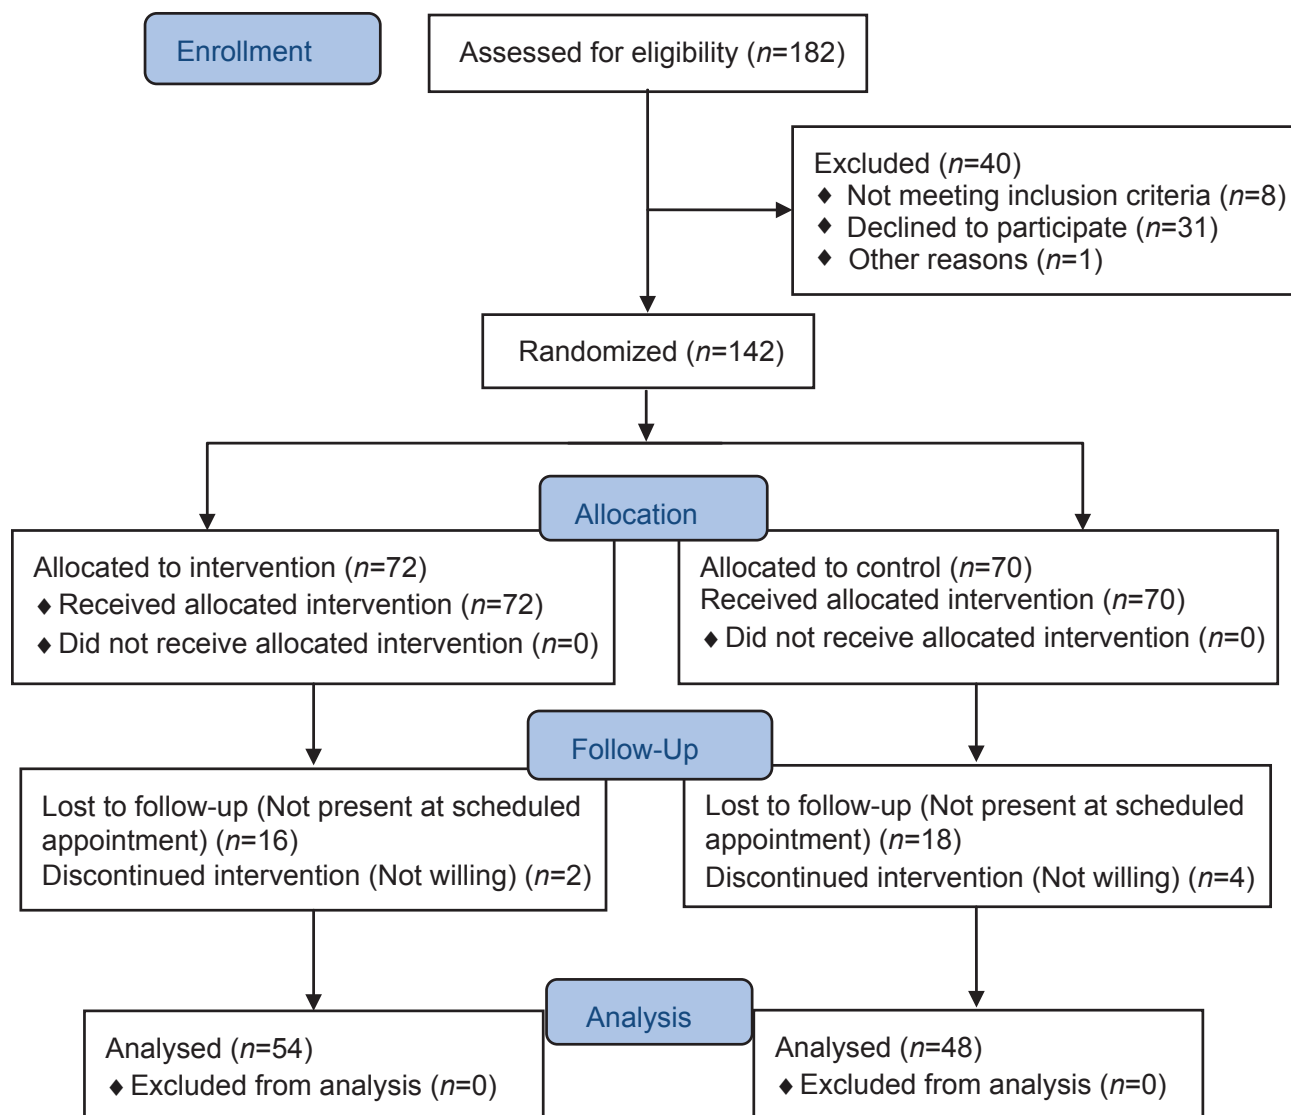 Enrollment
Assessed for eligibility (n=182)
Excluded (n=40)
♦ Not meeting inclusion criteria (n=8)
♦ Declined to participate (n=31)
♦ Other reasons (n=1)
Randomized (n=142)
Allocation
Allocated to intervention (n=72)
♦ Received allocated intervention (n=72)
♦ Did not receive allocated intervention (n=0)
Allocated to control (n=70)
Received allocated intervention (n=70)
♦ Did not receive allocated intervention (n=0)
Follow-Up
Lost to follow-up (Not present at scheduled
appointment) (n=16)
Discontinued intervention (Not willing) (n=2)
Lost to follow-up (Not present at scheduled
appointment) (n=18)
Discontinued intervention (Not willing) (n=4)
Analysis
Analysed (n=54)
♦ Excluded from analysis (n=0)
Analysed (n=48)
♦ Excluded from analysis (n=0)